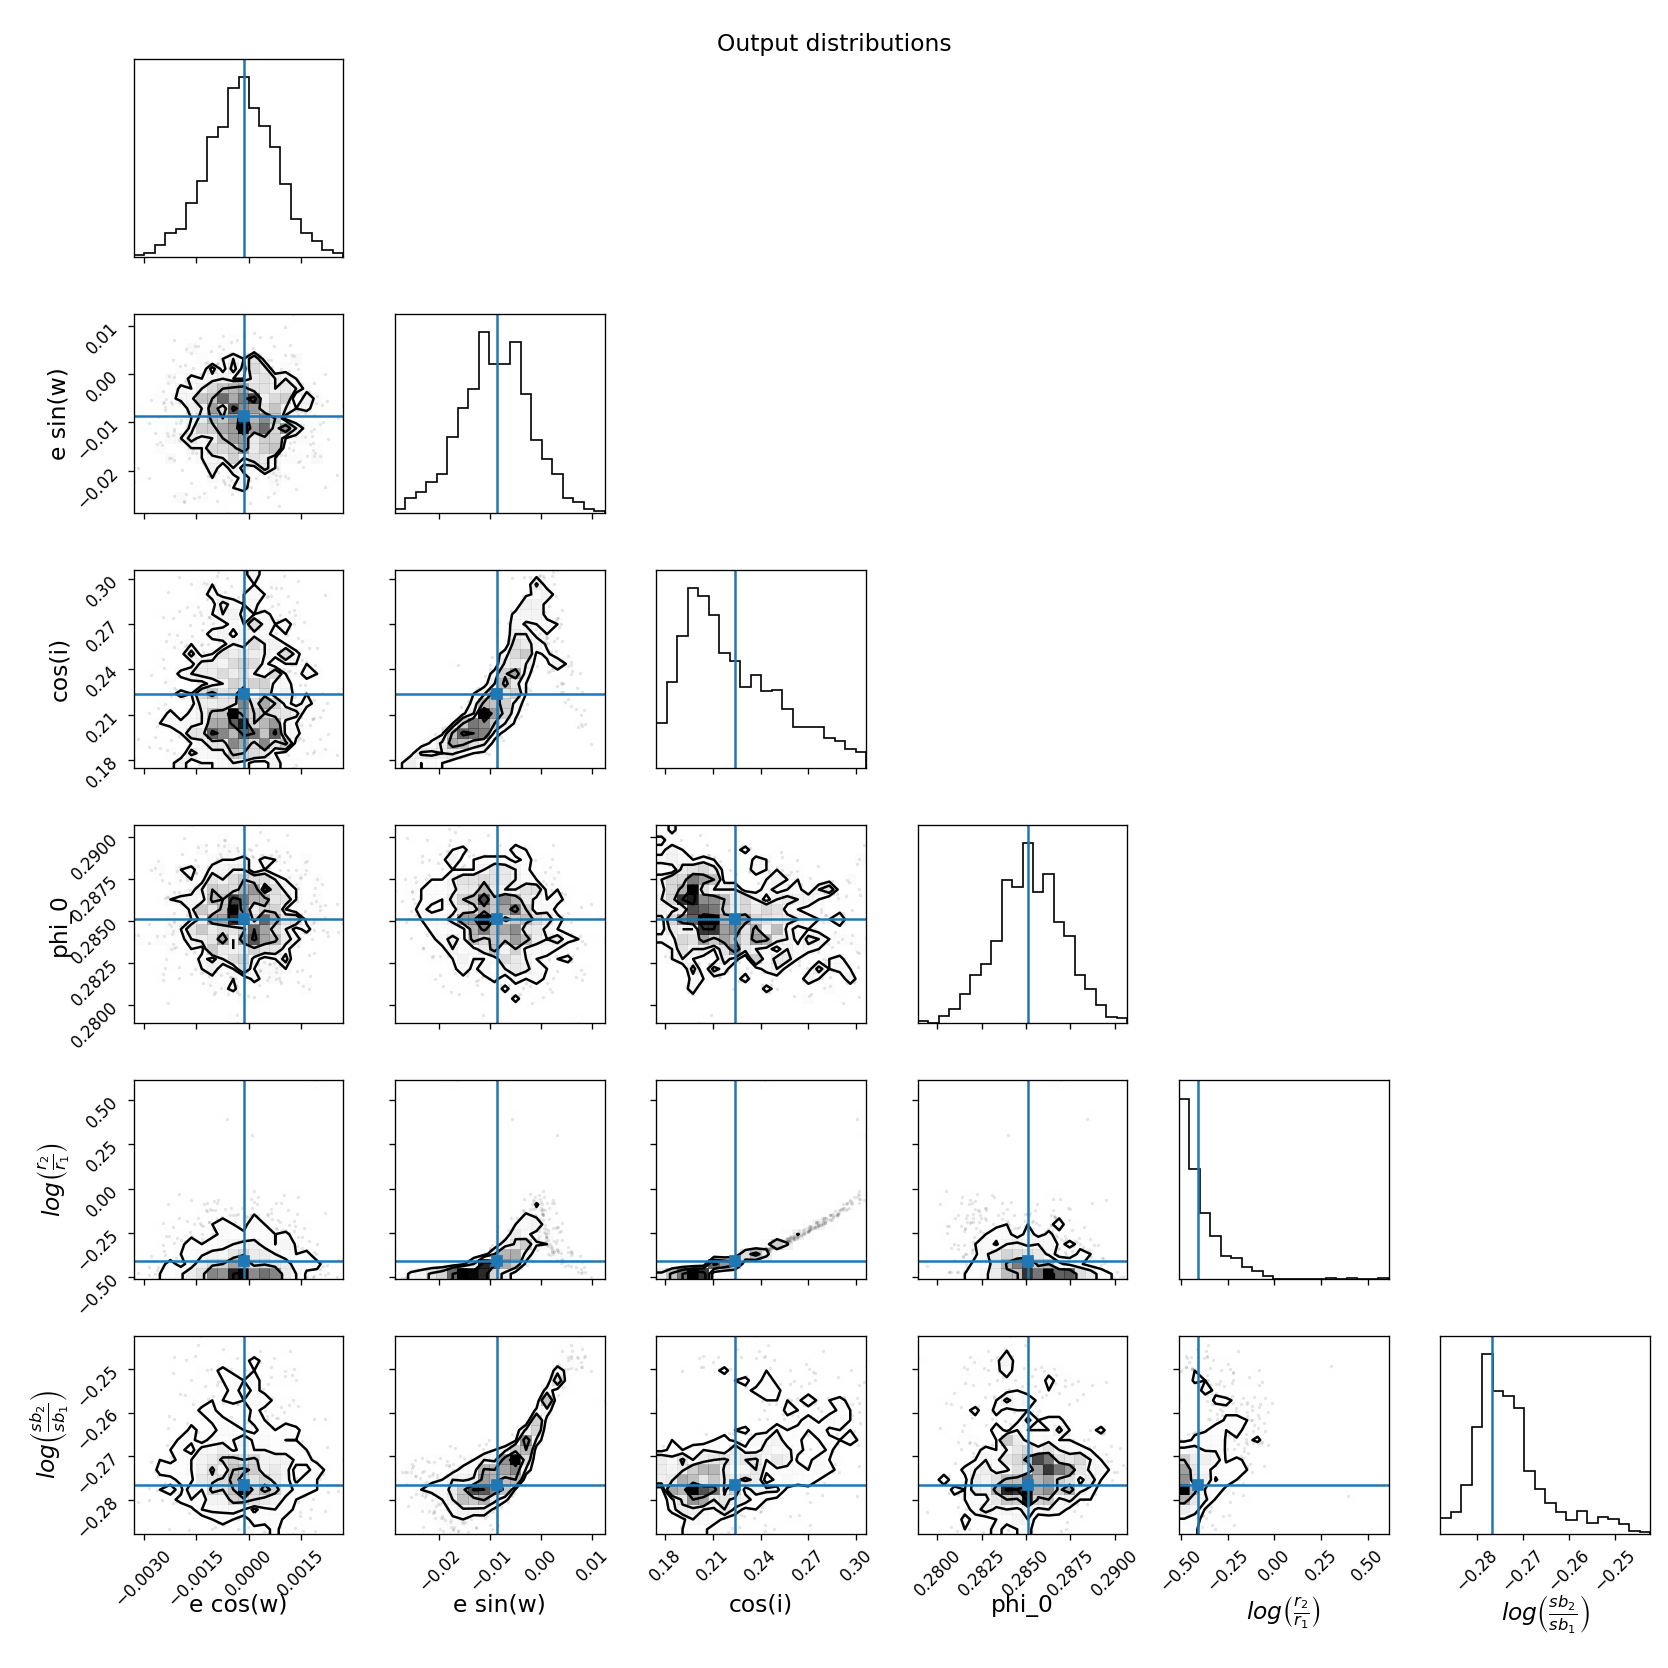 Output distributions
0.01
0.00
−0.01
−0.02
e sin(w)
0.30
0.27
0.24
0.21
0.18
cos(i)
0.2900
0.2875
0.2850
0.2825
0.2800
phi_0
0.50
0.25
0.00
−0.25
−0.50
log(r₂/r₁)
−0.25
−0.26
−0.27
−0.28
log(sb₂/sb₁)
−0.0030 −0.0015 0.0000 0.0015
−0.02 −0.01 0.00 0.01
0.18 0.21 0.24 0.27 0.30
0.2800 0.2825 0.2850 0.2875 0.2900
−0.50 −0.25 0.00 0.25 0.50
−0.28 −0.27 −0.26 −0.25
e cos(w) e sin(w) cos(i) phi_0 log(r₂/r₁) log(sb₂/sb₁)